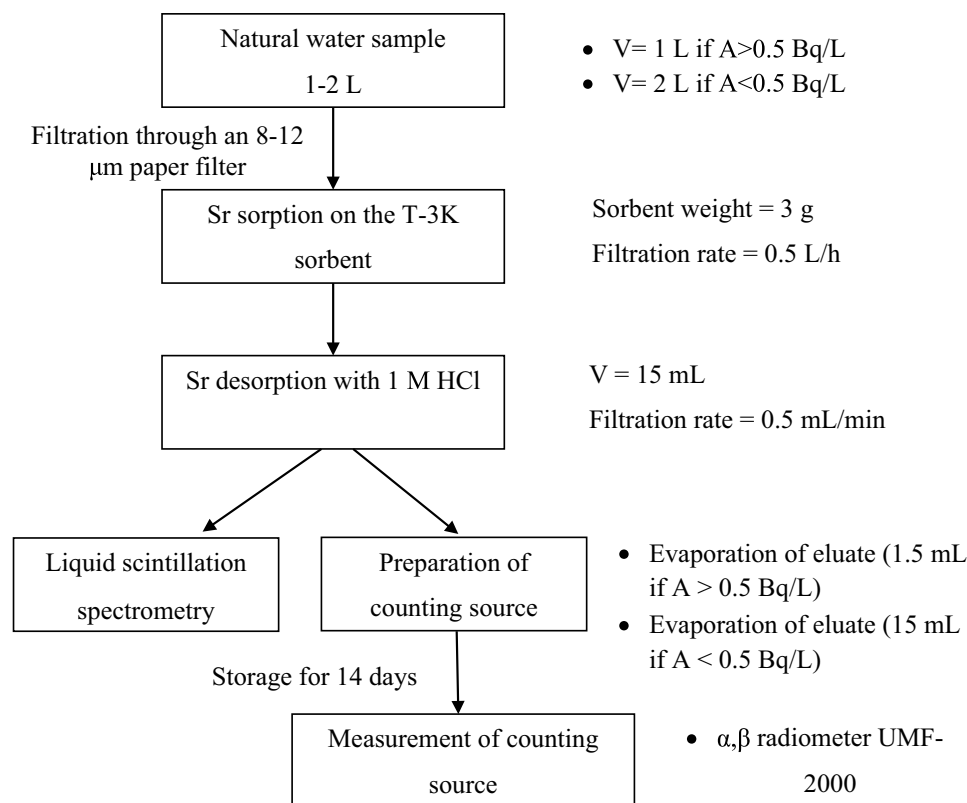 Natural water sample
1-2 L
• V= 1 L if A>0.5 Bq/L
• V= 2 L if A<0.5 Bq/L
Filtration through an 8-12
μm paper filter
Sr sorption on the T-3K
sorbent
Sorbent weight = 3 g
Filtration rate = 0.5 L/h
Sr desorption with 1 M HCl
V = 15 mL
Filtration rate = 0.5 mL/min
Liquid scintillation
spectrometry
Preparation of
counting source
• Evaporation of eluate (1.5 mL
if A > 0.5 Bq/L)
• Evaporation of eluate (15 mL
if A < 0.5 Bq/L)
Storage for 14 days
Measurement of counting
source
• α,β radiometer UMF-
2000